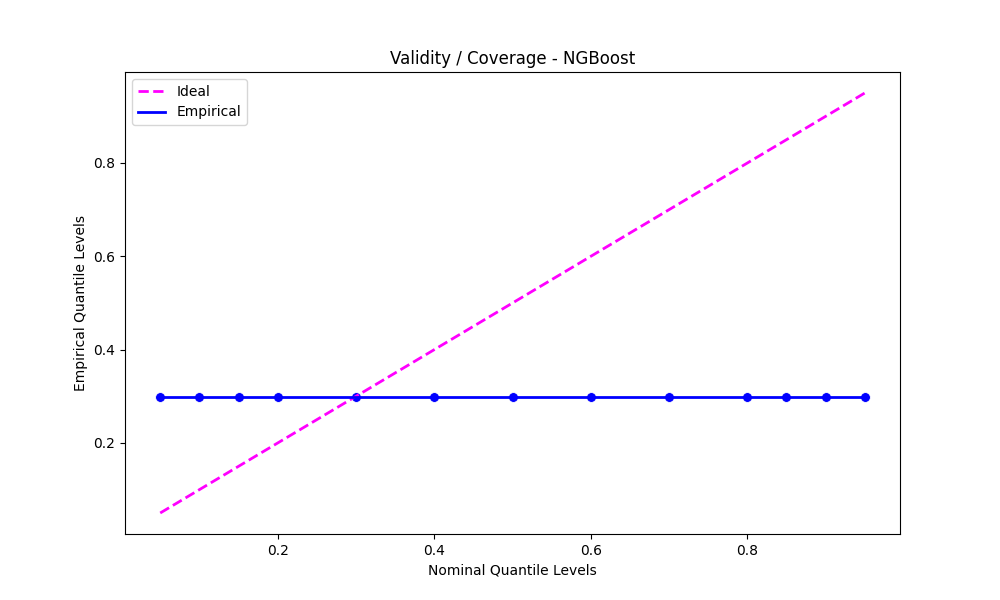 Validity / Coverage - NGBoost
Ideal
Empirical
Empirical Quantile Levels
0.8
0.6
0.4
0.2
0.2 0.4 0.6 0.8
Nominal Quantile Levels